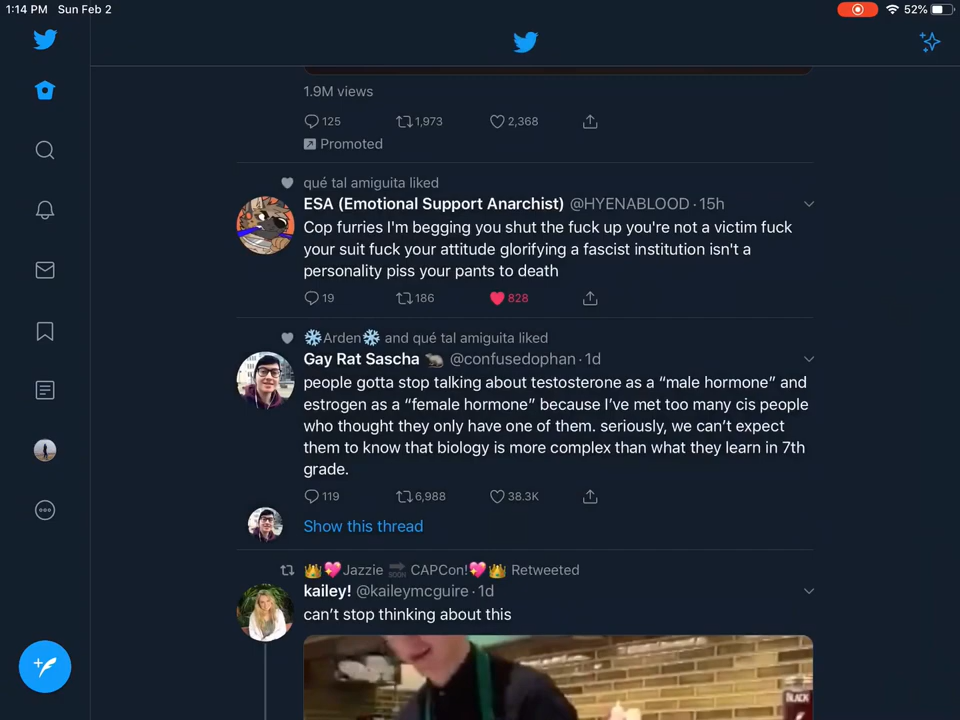 1:14 PM Sun Feb 2 52%
1.9M views
125 1,973 2,368
Promoted
qué tal amiguita liked
ESA (Emotional Support Anarchist) @HYENABLOOD · 15h
Cop furries I'm begging you shut the fuck up you're not a victim fuck
your suit fuck your attitude glorifying a fascist institution isn't a
personality piss your pants to death
19 186 828
❄️Arden❄️ and qué tal amiguita liked
Gay Rat Sascha 🐀 @confusedophan · 1d
people gotta stop talking about testosterone as a “male hormone” and
estrogen as a “female hormone” because I’ve met too many cis people
who thought they only have one of them. seriously, we can’t expect
them to know that biology is more complex than what they learn in 7th
grade.
119 6,988 38.3K
Show this thread
👑💖Jazzie 🔜 CAPCon!💖👑 Retweeted
kailey! @kaileymcguire · 1d
can’t stop thinking about this
BLACK